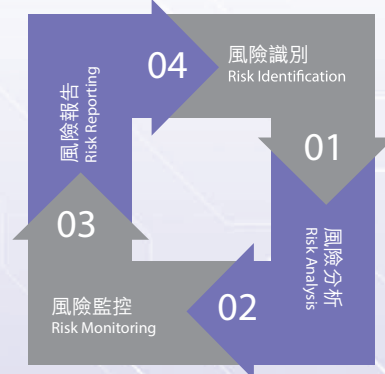 04
風險識別
Risk Identification
01
風險分析
Risk Analysis
02
風險監控
Risk Monitoring
03
風險報告
Risk Reporting